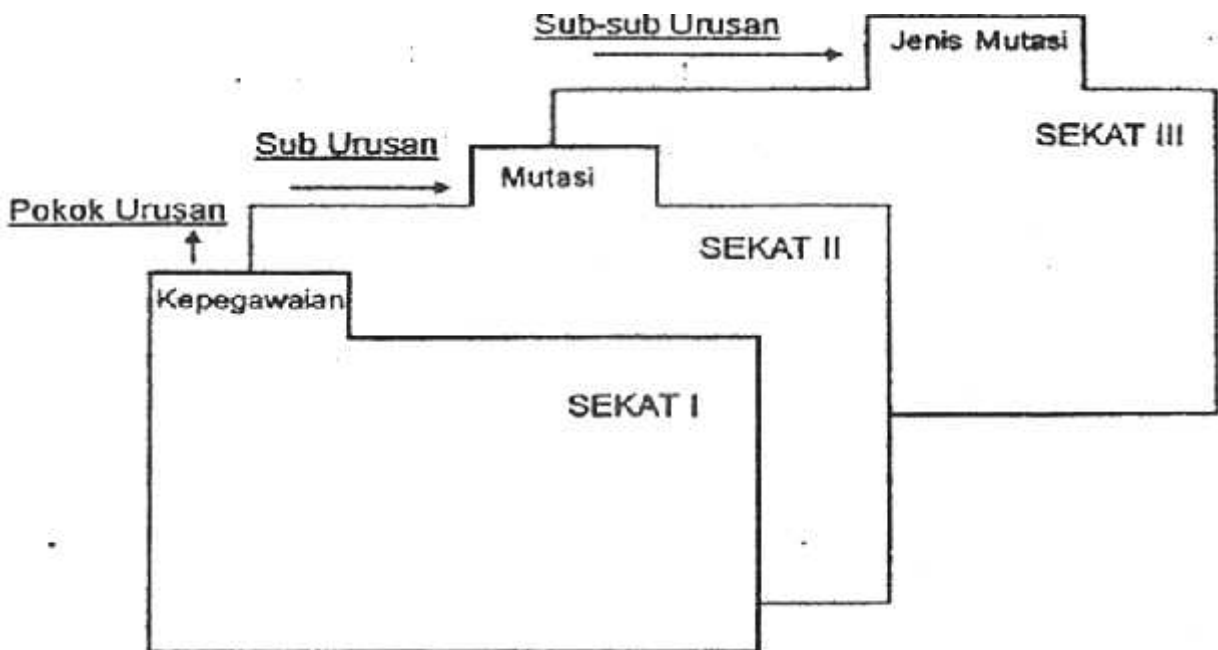 Sub-sub Urusan
Jenis Mutasi
SEKAT III
Sub Urusan
Mutasi
Pokok Urusan
SEKAT II
Kepegawaian
SEKAT I